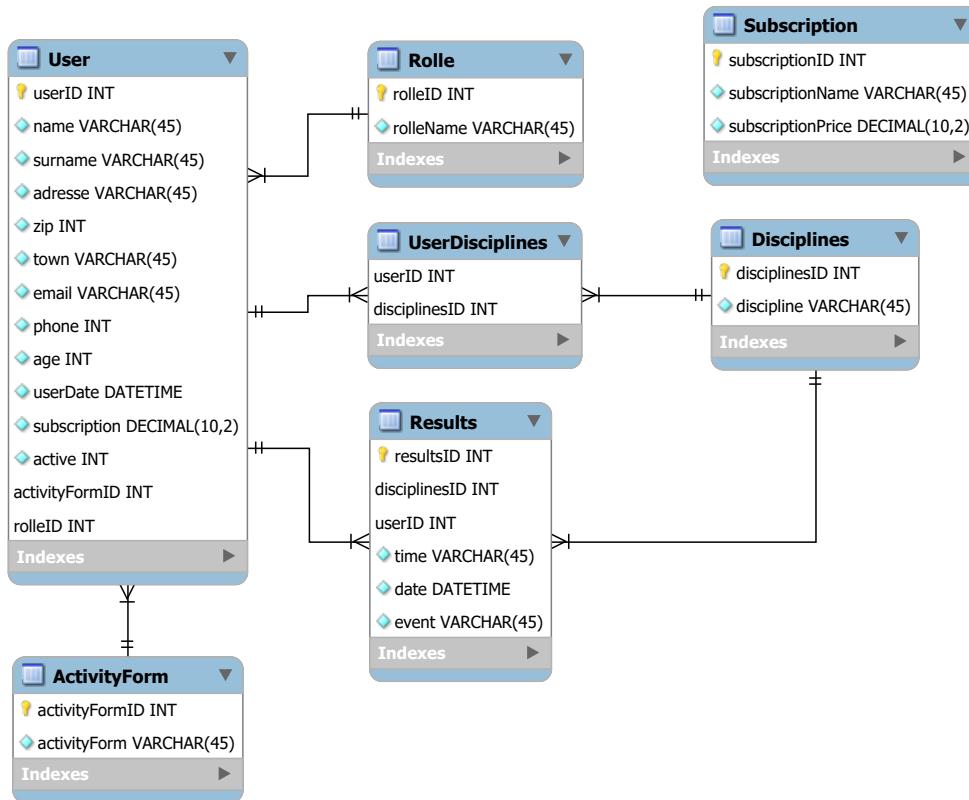 User
userID INT
name VARCHAR(45)
surname VARCHAR(45)
adresse VARCHAR(45)
zip INT
town VARCHAR(45)
email VARCHAR(45)
phone INT
age INT
userDate DATETIME
subscription DECIMAL(10,2)
active INT
activityFormID INT
rolleID INT
Indexes
Rolle
rolleID INT
rolleName VARCHAR(45)
Indexes
Subscription
subscriptionID INT
subscriptionName VARCHAR(45)
subscriptionPrice DECIMAL(10,2)
Indexes
UserDisciplines
userID INT
disciplinesID INT
Indexes
Disciplines
disciplinesID INT
discipline VARCHAR(45)
Indexes
Results
resultsID INT
disciplinesID INT
userID INT
time VARCHAR(45)
date DATETIME
event VARCHAR(45)
Indexes
ActivityForm
activityFormID INT
activityForm VARCHAR(45)
Indexes